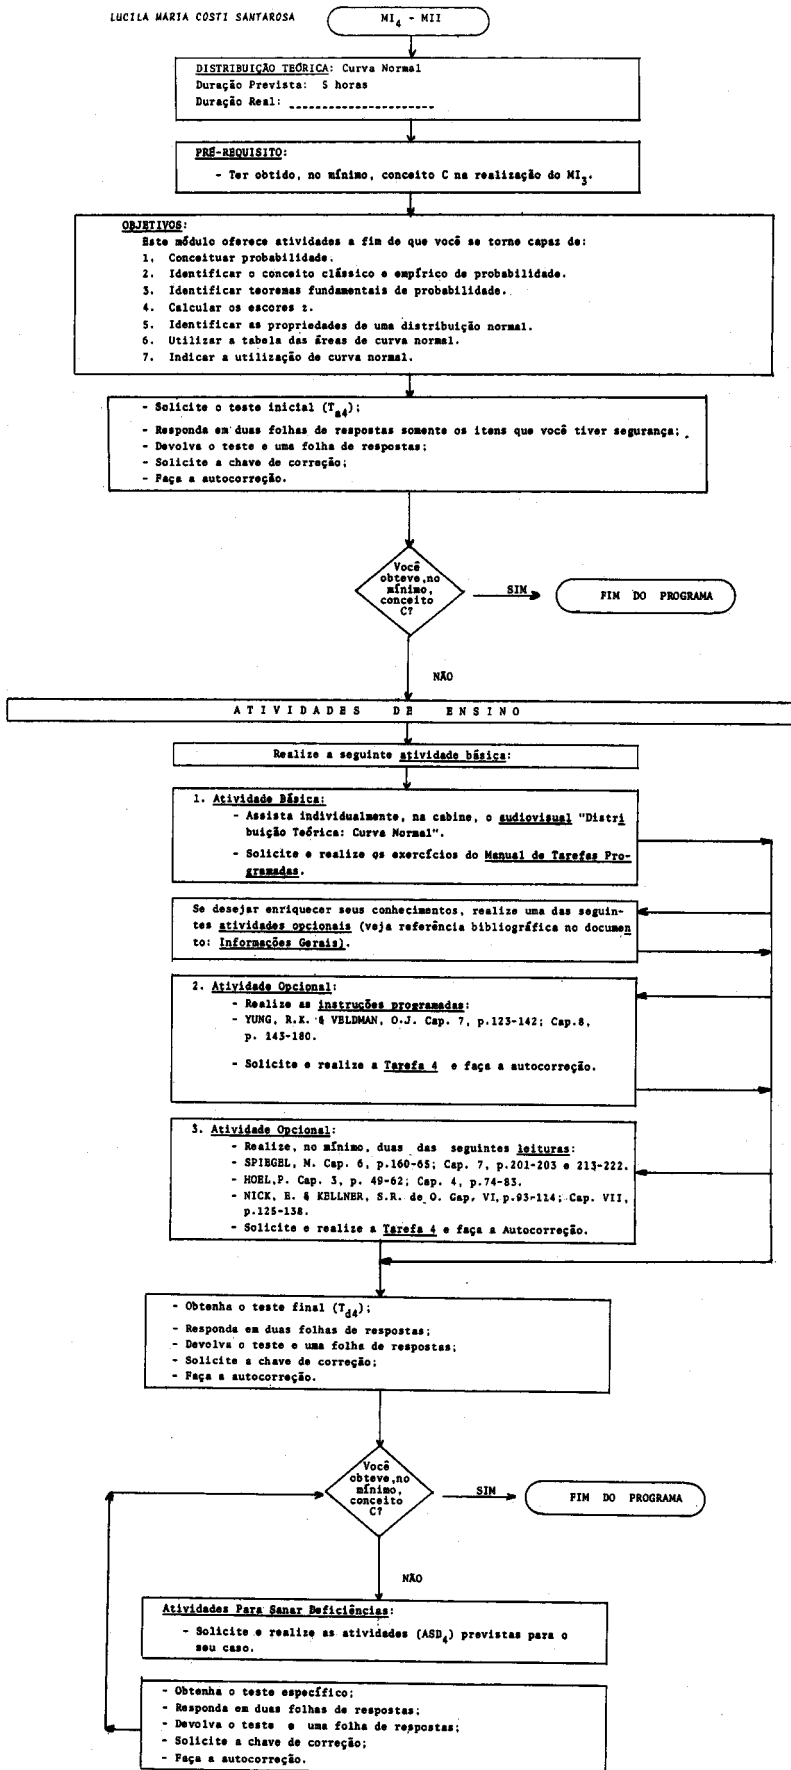 LUCILA MARIA COSTI SANTAROSA
MI4 - MII
DISTRIBUIÇÃO TEÓRICA: Curva Normal
Duração Prevista: 5 horas
Duração Real: ----------------------
PRÉ-REQUISITO:
- Ter obtido, no mínimo, conceito C na realização do MI3.
OBJETIVOS:
Este módulo oferece atividades a fim de que você se torne capaz de:
1. Conceituar probabilidade.
2. Identificar o conceito clássico e empírico de probabilidade.
3. Identificar teoremas fundamentais de probabilidade.
4. Calcular os escores z.
5. Identificar as propriedades de uma distribuição normal.
6. Utilizar a tabela das áreas de curva normal.
7. Indicar a utilização de curva normal.
- Solicite o teste inicial (Ta4);
- Responda em duas folhas de respostas somente os itens que você tiver segurança;
- Devolva o teste e uma folha de respostas;
- Solicite a chave de correção;
- Faça a autocorreção.
Você
obteve, no
mínimo,
conceito
C?
SIM
FIM DO PROGRAMA
NÃO
ATIVIDADES DE ENSINO
Realize a seguinte atividade básica:
1. Atividade Básica:
- Assista individualmente, na cabine, o audiovisual "Distri
buição Teórica: Curva Normal".
- Solicite e realize os exercícios do Manual de Tarefas Pro-
gramadas.
Se desejar enriquecer seus conhecimentos, realize uma das seguin-
tes atividades opcionais (veja referência bibliográfica no documen
to: Informações Gerais).
2. Atividade Opcional:
- Realize as instruções programadas:
- YUNG, R.K. & VELDMAN, O.J. Cap. 7, p.123-142; Cap.8,
p. 143-180.
- Solicite e realize a Tarefa 4 e faça a autocorreção.
3. Atividade Opcional:
- Realize, no mínimo, duas das seguintes leituras:
- SPIEGEL, M. Cap. 6, p.160-65; Cap. 7, p.201-203 e 213-222.
- HOEL,P. Cap. 3, p. 49-62; Cap. 4, p.74-83.
- NICK, E. & KELLNER, S.R. de O. Cap. VI, p.93-114; Cap. VII,
p.125-138.
- Solicite e realize a Tarefa 4 e faça a Autocorreção.
- Obtenha o teste final (Td4);
- Responda em duas folhas de respostas;
- Devolva o teste e uma folha de respostas;
- Solicite a chave de correção;
- Faça a autocorreção.
Você
obteve, no
mínimo,
conceito
C?
SIM
FIM DO PROGRAMA
NÃO
Atividades Para Sanar Deficiências:
- Solicite e realize as atividades (ASD4) previstas para o
seu caso.
- Obtenha o teste específico;
- Responda em duas folhas de respostas;
- Devolva o teste e uma folha de respostas;
- Solicite a chave de correção;
- Faça a autocorreção.